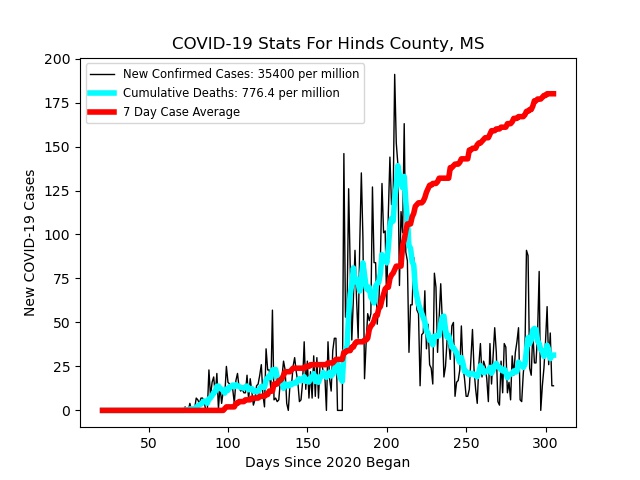 COVID-19 Stats For Hinds County, MS
New Confirmed Cases: 35400 per million
Cumulative Deaths: 776.4 per million
7 Day Case Average
New COVID-19 Cases
200
175
150
125
100
75
50
25
0
50 100 150 200 250 300
Days Since 2020 Began